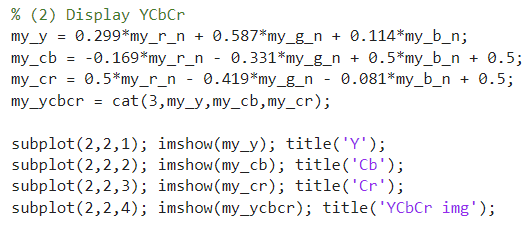 % (2) Display YCbCr
my_y = 0.299*my_r_n + 0.587*my_g_n + 0.114*my_b_n;
my_cb = -0.169*my_r_n - 0.331*my_g_n + 0.5*my_b_n + 0.5;
my_cr = 0.5*my_r_n - 0.419*my_g_n - 0.081*my_b_n + 0.5;
my_ycbcr = cat(3,my_y,my_cb,my_cr);
subplot(2,2,1); imshow(my_y); title('Y');
subplot(2,2,2); imshow(my_cb); title('Cb');
subplot(2,2,3); imshow(my_cr); title('Cr');
subplot(2,2,4); imshow(my_ycbcr); title('YCbCr img');